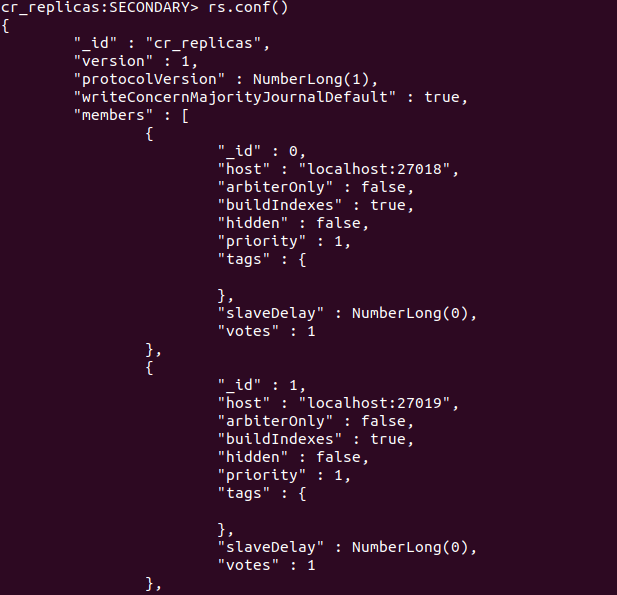 cr_replicas:SECONDARY> rs.conf()
{
        "_id" : "cr_replicas",
        "version" : 1,
        "protocolVersion" : NumberLong(1),
        "writeConcernMajorityJournalDefault" : true,
        "members" : [
                {
                        "_id" : 0,
                        "host" : "localhost:27018",
                        "arbiterOnly" : false,
                        "buildIndexes" : true,
                        "hidden" : false,
                        "priority" : 1,
                        "tags" : {

                        },
                        "slaveDelay" : NumberLong(0),
                        "votes" : 1
                },
                {
                        "_id" : 1,
                        "host" : "localhost:27019",
                        "arbiterOnly" : false,
                        "buildIndexes" : true,
                        "hidden" : false,
                        "priority" : 1,
                        "tags" : {

                        },
                        "slaveDelay" : NumberLong(0),
                        "votes" : 1
                },